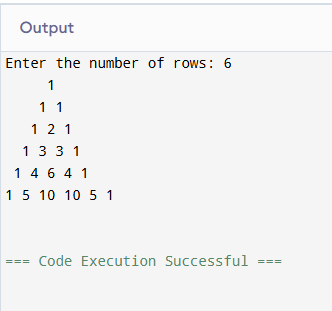 Output
Enter the number of rows: 6
     1
    1 1
   1 2 1
  1 3 3 1
 1 4 6 4 1
1 5 10 10 5 1
=== Code Execution Successful ===